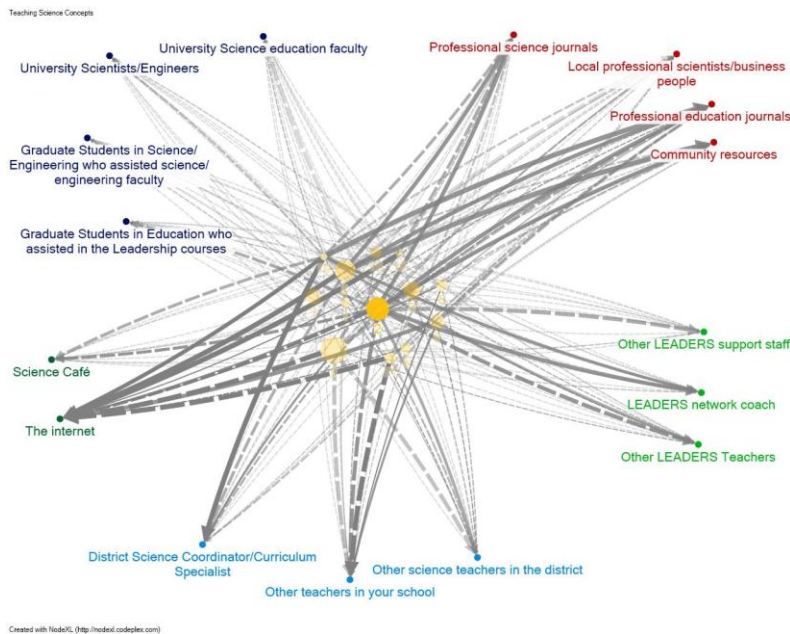 Teaching Science Concepts
University Science education faculty
Professional science journals
University Scientists/Engineers
Local professional scientists/business
people
Professional education journals
Graduate Students in Science/
Engineering who assisted science/
engineering faculty
Community resources
Graduate Students in Education who
assisted in the Leadership courses
Other LEADERS support staff
Science Café
LEADERS network coach
The internet
Other LEADERS Teachers
District Science Coordinator/Curriculum
Specialist
Other science teachers in the district
Other teachers in your school
Created with NodeXL (http://nodexl.codeplex.com)